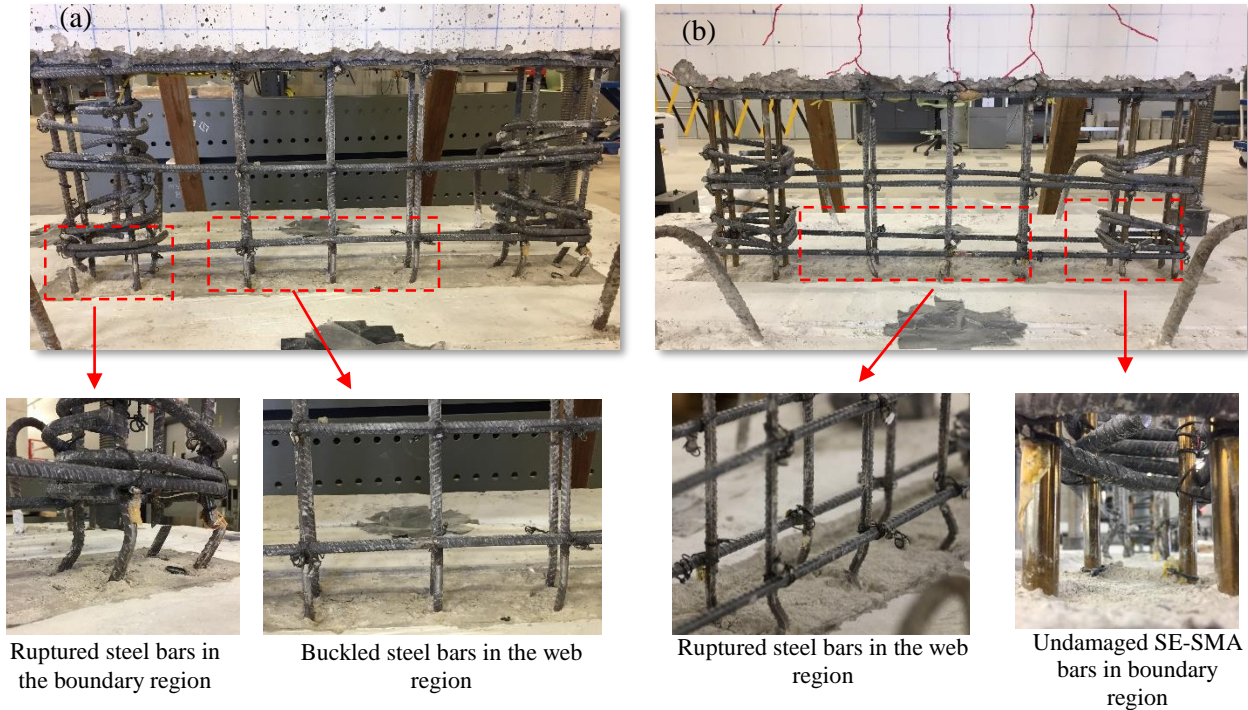 (a)
(b)
Ruptured steel bars in
the boundary region
Buckled steel bars in the web
region
Ruptured steel bars in the web
region
Undamaged SE-SMA
bars in boundary
region